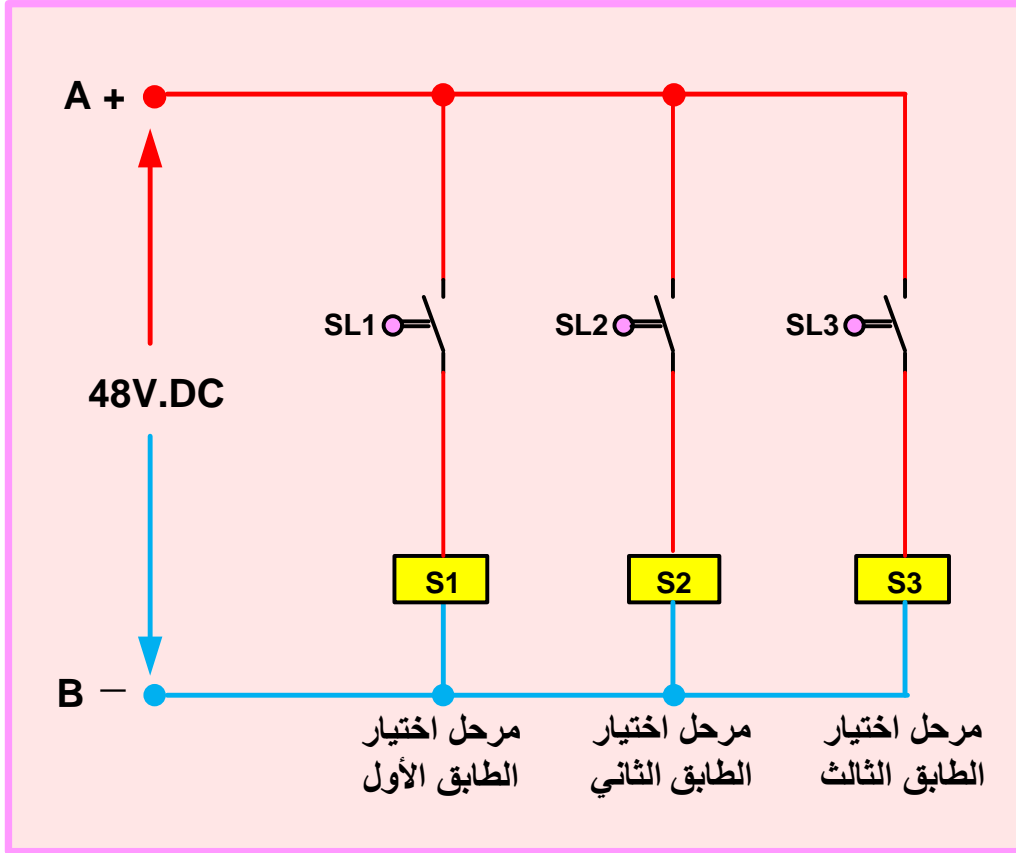 A +
SL1
SL2
SL3
48V.DC
S1
S2
S3
B —
مرحل اختيار الطابق الأول
مرحل اختيار الطابق الثاني
مرحل اختيار الطابق الثالث